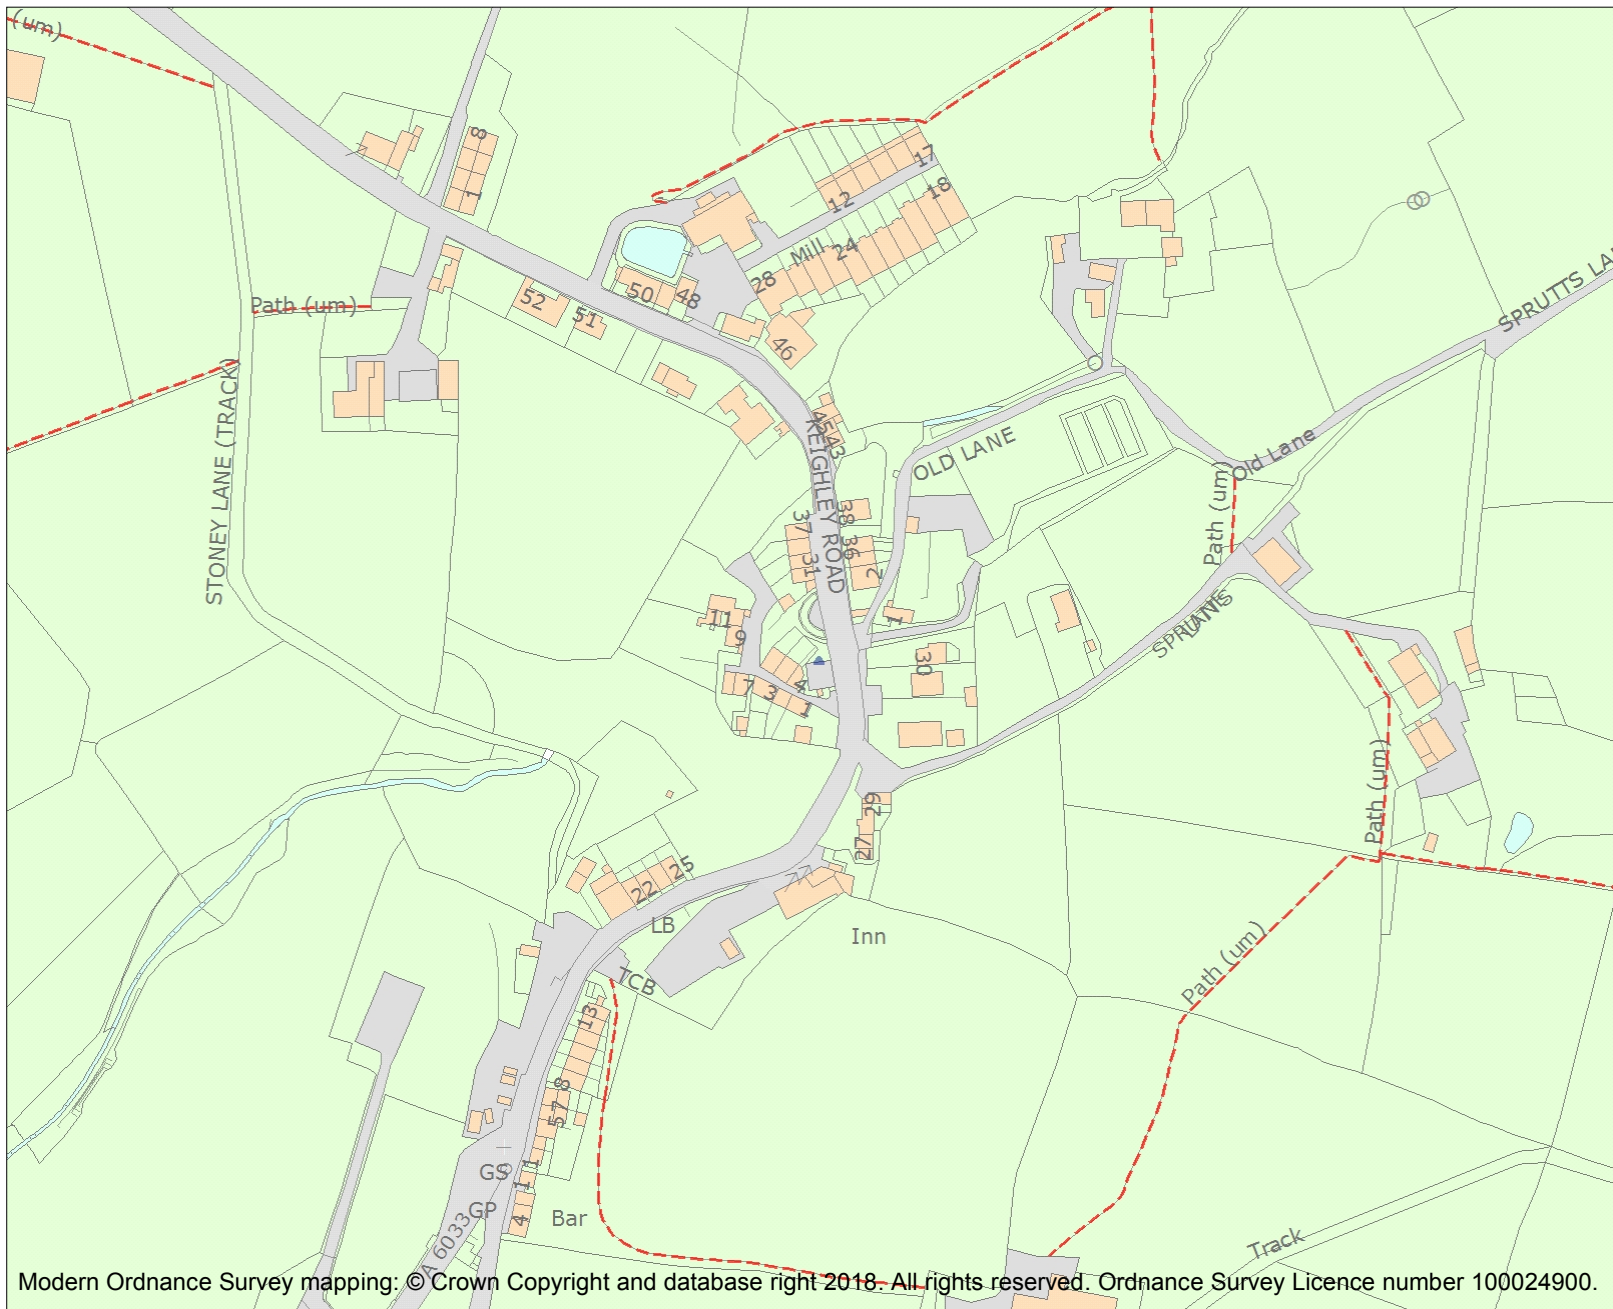 (um)
8
1
17
12
18
Mill
24
28
50
48
52
51
46
Path (um)
SPRUTTS LA
STONEY LANE (TRACK)
45
43
KEIGHLEY ROAD
OLD LANE
Old Lane
Path (um)
38
37
36
31
2
1
11
9
30
7
3
4
1
LANE
Path (um)
29
27
25
22
LB
Inn
TCB
Path (um)
13
8
57
1
GS
1
GP
4
Bar
A 6033
Track
Modern Ordnance Survey mapping: © Crown Copyright and database right 2018. All rights reserved. Ordnance Survey Licence number 100024900.